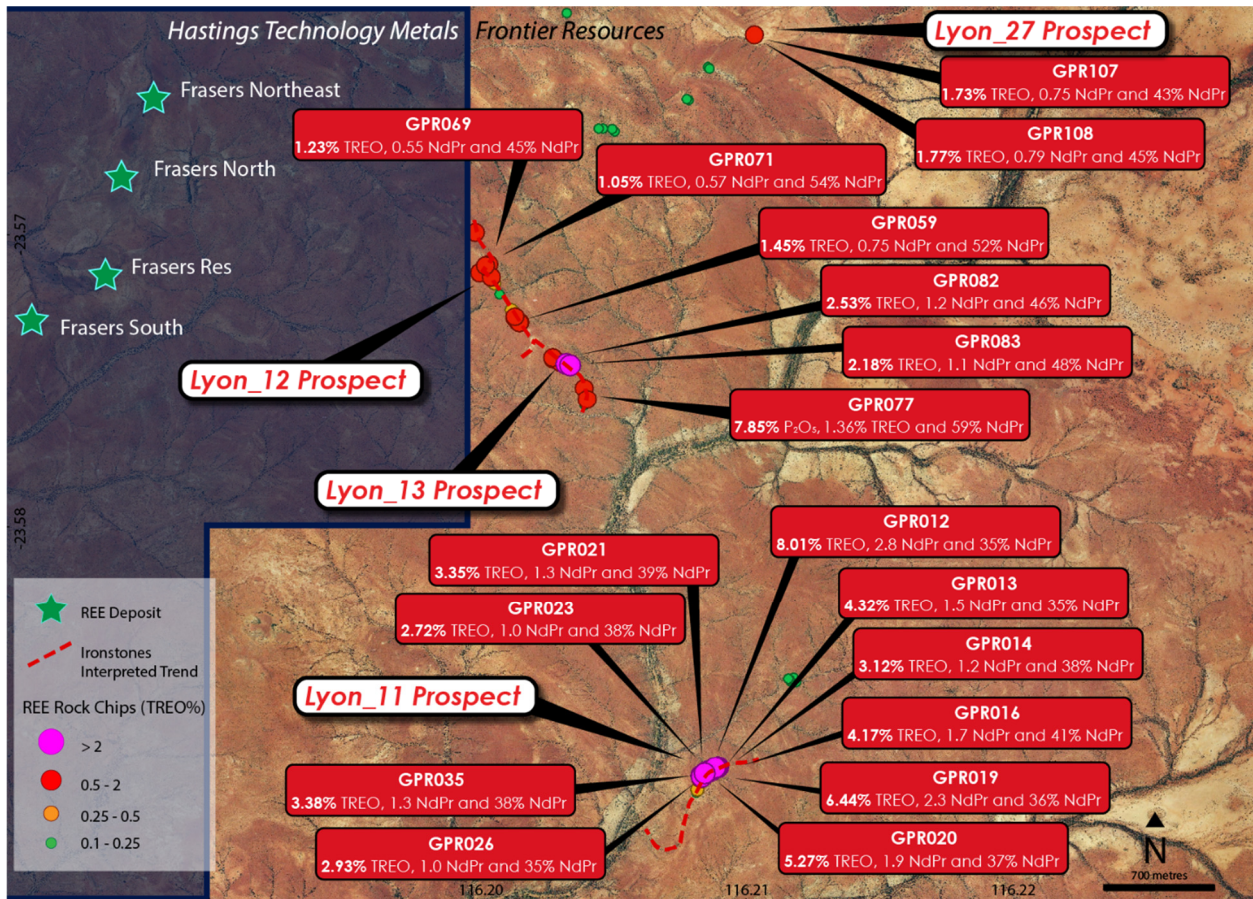 Hastings Technology Metals
Frontier Resources
Lyon_27 Prospect
GPR107
1.73% TREO, 0.75 NdPr and 43% NdPr
GPR108
1.77% TREO, 0.79 NdPr and 45% NdPr
Frasers Northeast
GPR069
1.23% TREO, 0.55 NdPr and 45% NdPr
Frasers North
GPR071
1.05% TREO, 0.57 NdPr and 54% NdPr
-23.57
GPR059
1.45% TREO, 0.75 NdPr and 52% NdPr
Frasers Res
GPR082
2.53% TREO, 1.2 NdPr and 46% NdPr
Frasers South
GPR083
2.18% TREO, 1.1 NdPr and 48% NdPr
Lyon_12 Prospect
GPR077
7.85% P₂O₅, 1.36% TREO and 59% NdPr
Lyon_13 Prospect
-23.58
GPR012
8.01% TREO, 2.8 NdPr and 35% NdPr
GPR021
3.35% TREO, 1.3 NdPr and 39% NdPr
GPR013
4.32% TREO, 1.5 NdPr and 35% NdPr
GPR023
2.72% TREO, 1.0 NdPr and 38% NdPr
GPR014
3.12% TREO, 1.2 NdPr and 38% NdPr
Lyon_11 Prospect
GPR016
4.17% TREO, 1.7 NdPr and 41% NdPr
GPR035
3.38% TREO, 1.3 NdPr and 38% NdPr
GPR019
6.44% TREO, 2.3 NdPr and 36% NdPr
GPR026
2.93% TREO, 1.0 NdPr and 35% NdPr
GPR020
5.27% TREO, 1.9 NdPr and 37% NdPr
REE Deposit
Ironstones
Interpreted Trend
REE Rock Chips (TREO%)
> 2
0.5 - 2
0.25 - 0.5
0.1 - 0.25
116.20
116.21
116.22
N
700 metres